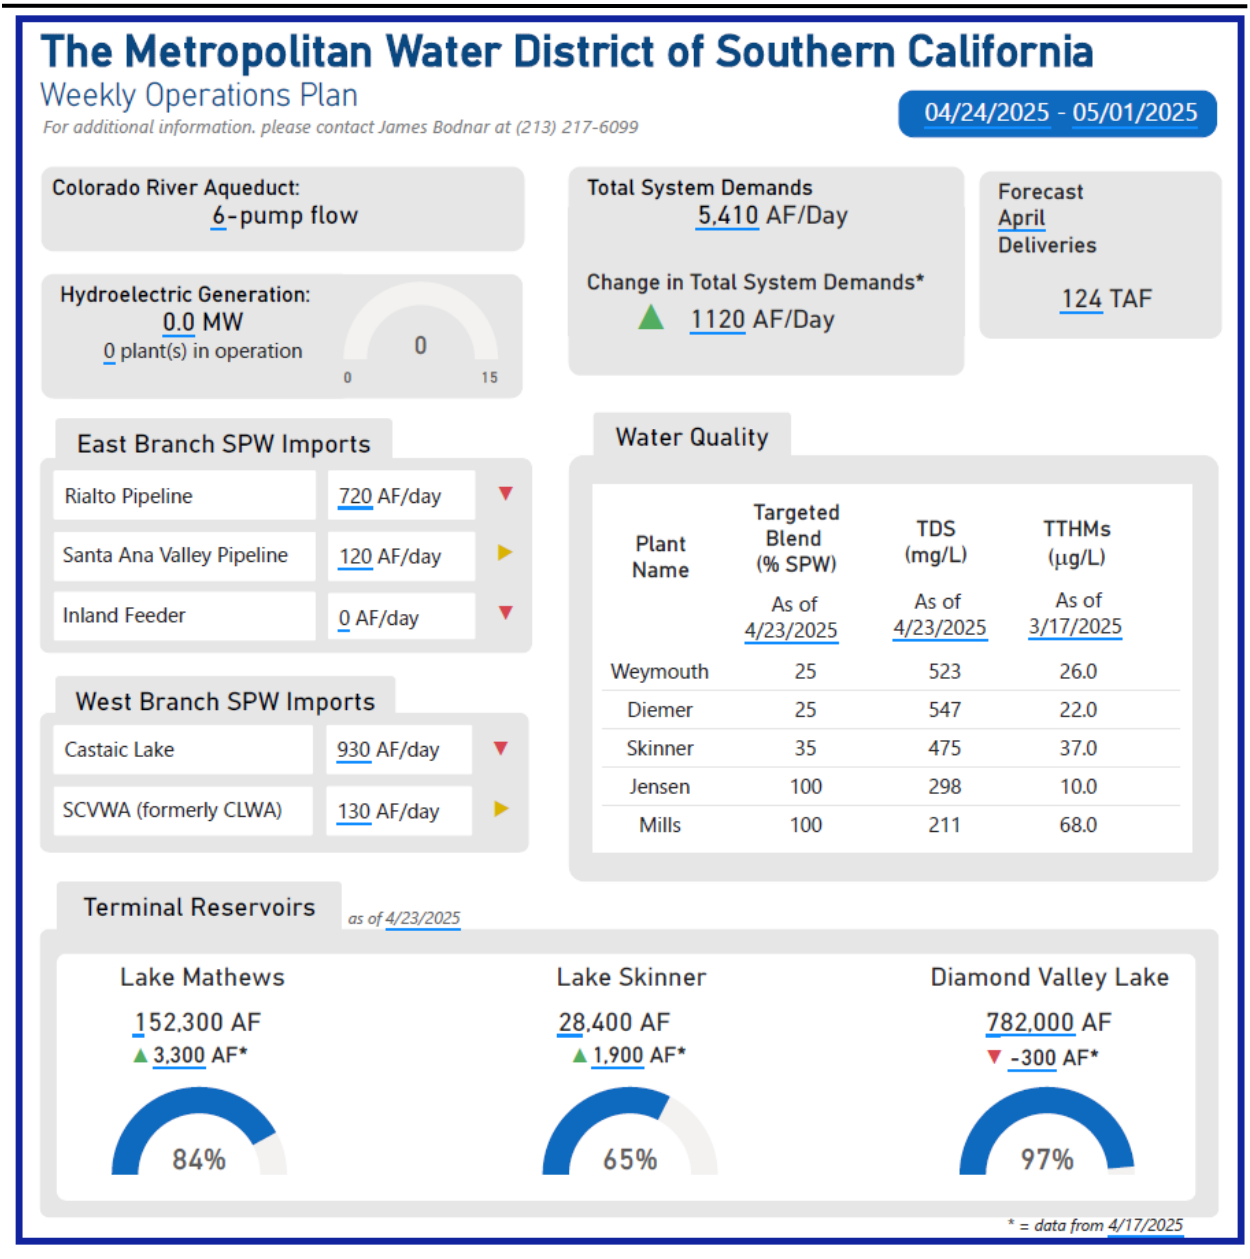 The Metropolitan Water District of Southern California
Weekly Operations Plan
For additional information. please contact James Bodnar at (213) 217-6099
04/24/2025 - 05/01/2025
Colorado River Aqueduct:
6-pump flow
Hydroelectric Generation:
0.0 MW
0 plant(s) in operation
0
0
15
Total System Demands
5,410 AF/Day
Change in Total System Demands*
1120 AF/Day
Forecast
April
Deliveries
124 TAF
East Branch SPW Imports
Rialto Pipeline 720 AF/day
Santa Ana Valley Pipeline 120 AF/day
Inland Feeder 0 AF/day
West Branch SPW Imports
Castaic Lake 930 AF/day
SCVWA (formerly CLWA) 130 AF/day
Water Quality
Plant
Name
Targeted
Blend
(% SPW)
As of
4/23/2025
TDS
(mg/L)
As of
4/23/2025
TTHMs
(µg/L)
As of
3/17/2025
Weymouth 25 523 26.0
Diemer 25 547 22.0
Skinner 35 475 37.0
Jensen 100 298 10.0
Mills 100 211 68.0
Terminal Reservoirs as of 4/23/2025
Lake Mathews
152,300 AF
3,300 AF*
84%
Lake Skinner
28,400 AF
1,900 AF*
65%
Diamond Valley Lake
782,000 AF
-300 AF*
97%
* = data from 4/17/2025